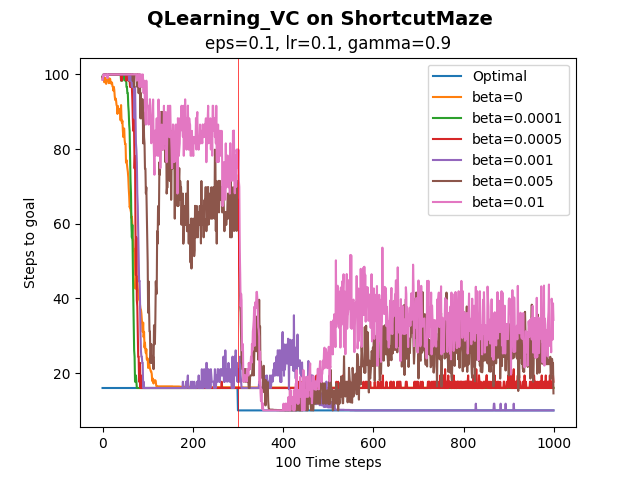 QLearning_VC on ShortcutMaze
eps=0.1, lr=0.1, gamma=0.9
Steps to goal
100
80
60
40
20
Optimal
beta=0
beta=0.0001
beta=0.0005
beta=0.001
beta=0.005
beta=0.01
0
200
400
600
800
1000
100 Time steps